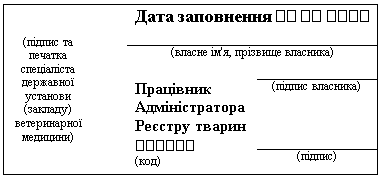 Дата заповнення □□ □□ □□□□
(підпис та
печатка
спеціаліста
державної
установи
(закладу)
ветеринарної
медицини)
(власне ім'я, прізвище власника)
(підпис власника)
Працівник
Адміністратора
Реєстру тварин
□□□□□□
(код)
(підпис)